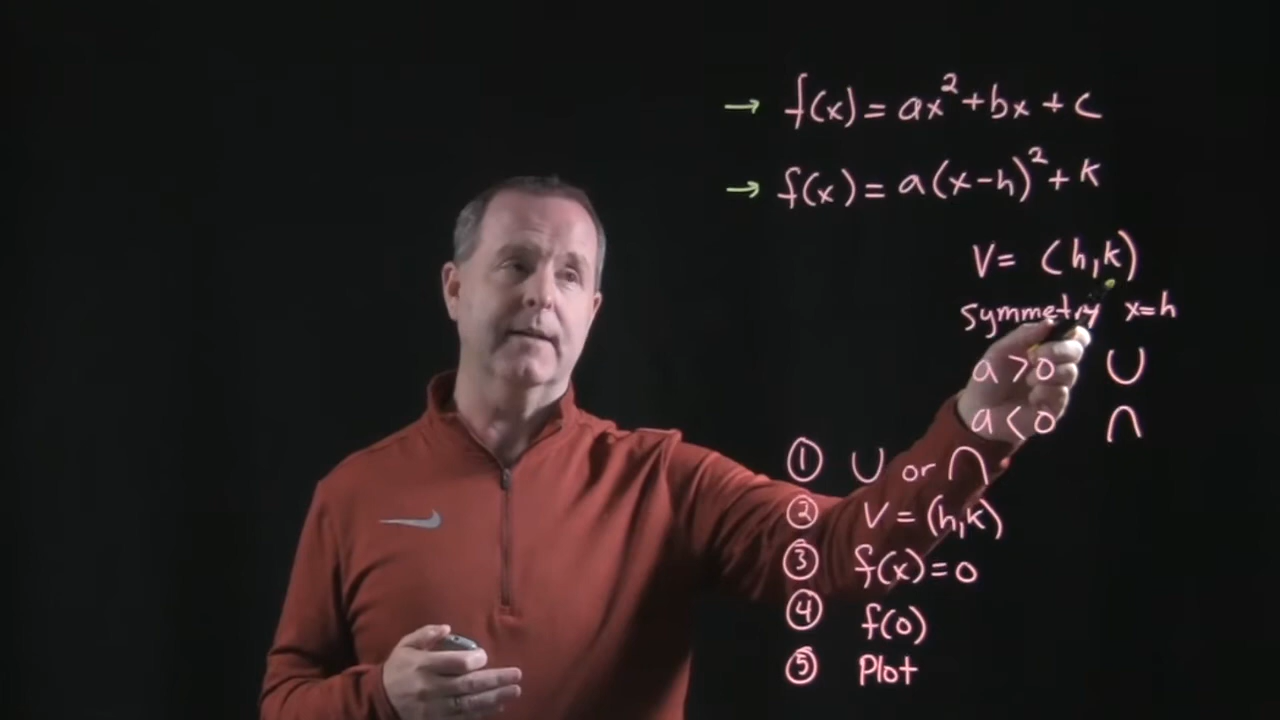 → f(x) = ax²+bx+c
→ f(x) = a(x-h)²+k
V= (h,k)
symmetry x=h
a > 0 ∪
a < 0 ∩
① ∪ or ∩
② V = (h,k)
③ f(x)=0
④ f(0)
⑤ Plot